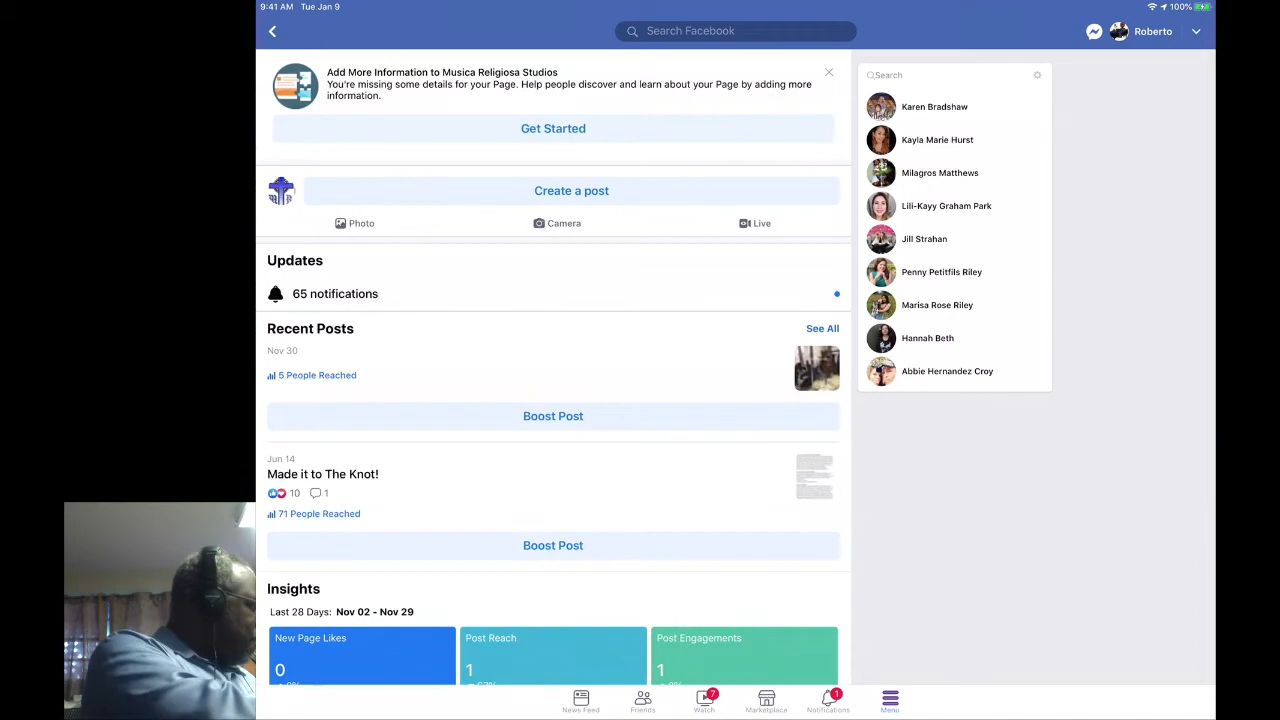 9:41 AM Tue Jan 9
100%
Search Facebook
Roberto
Add More Information to Musica Religiosa Studios
You're missing some details for your Page. Help people discover and learn about your Page by adding more
information.
Get Started
Create a post
Photo
Camera
Live
Updates
65 notifications
Recent Posts
See All
Nov 30
5 People Reached
Boost Post
Jun 14
Made it to The Knot!
10
1
71 People Reached
Boost Post
Insights
Last 28 Days: Nov 02 - Nov 29
New Page Likes
0
Post Reach
1
Post Engagements
1
Search
Karen Bradshaw
Kayla Marie Hurst
Milagros Matthews
Lili-Kayy Graham Park
Jill Strahan
Penny Petitfils Riley
Marisa Rose Riley
Hannah Beth
Abbie Hernandez Croy
News Feed
Friends
7
Watch
Marketplace
1
Notifications
Menu